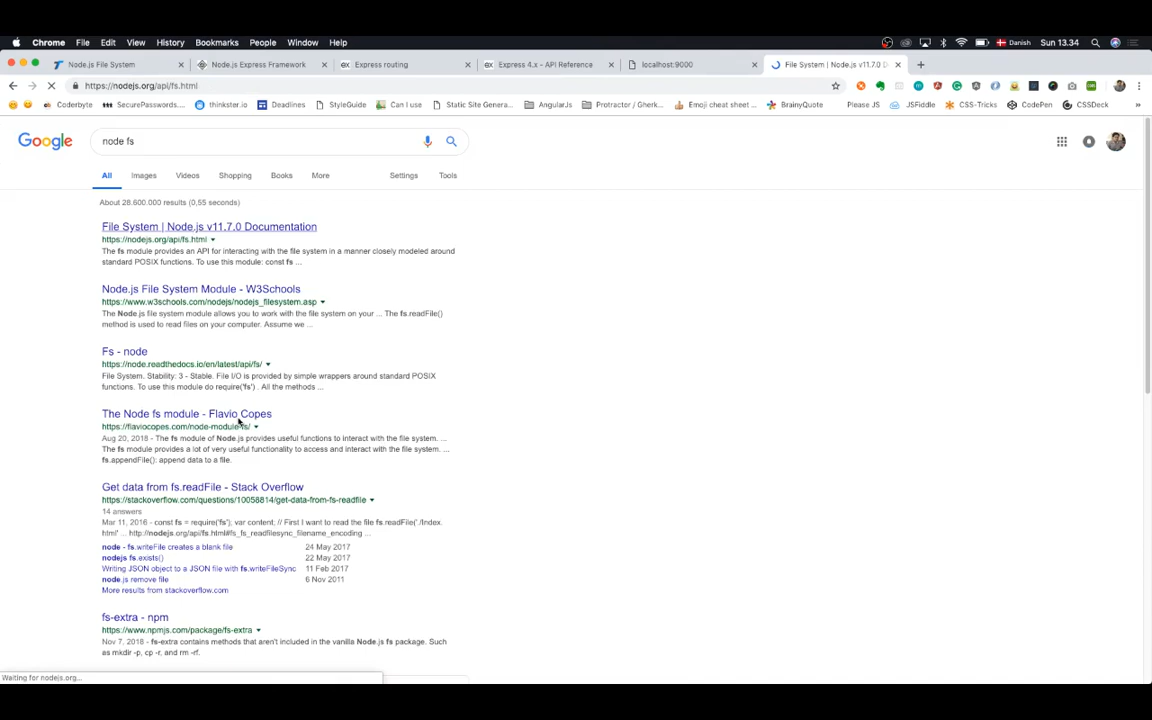 Chrome File Edit View History Bookmarks People Window Help Danish Sun 13.34
Node.js File System Node.js Express Framework ex Express routing ex Express 4.x - API Reference localhost:9000 File System | Node.js v11.7.0 D
https://nodejs.org/api/fs.html
Coderbyte SecurePasswords.... thinkster.io Deadlines StyleGuide Can I use Static Site Genera... AngularJs Protractor / Gherk... Emoji cheat sheet ... BrainyQuote Please JS JSFiddle CSS-Tricks CodePen CSSDeck
Google node fs
All Images Videos Shopping Books More Settings Tools
About 28.600.000 results (0,55 seconds)
File System | Node.js v11.7.0 Documentation
https://nodejs.org/api/fs.html
The fs module provides an API for interacting with the file system in a manner closely modeled around
standard POSIX functions. To use this module: const fs ...
Node.js File System Module - W3Schools
https://www.w3schools.com/nodejs/nodejs_filesystem.asp
The Node.js file system module allows you to work with the file system on your ... The fs.readFile()
method is used to read files on your computer. Assume we ...
Fs - node
https://node.readthedocs.io/en/latest/api/fs/
File System. Stability: 3 - Stable. File I/O is provided by simple wrappers around standard POSIX
functions. To use this module do require('fs') . All the methods ...
The Node fs module - Flavio Copes
https://flaviocopes.com/node-module-fs/
Aug 20, 2018 - The fs module of Node.js provides useful functions to interact with the file system. ...
The fs module provides a lot of very useful functionality to access and interact with the file system. ...
fs.appendFile(): append data to a file.
Get data from fs.readFile - Stack Overflow
https://stackoverflow.com/questions/10058814/get-data-from-fs-readfile
14 answers
Mar 11, 2016 - const fs = require('fs'); var content; // First I want to read the file fs.readFile('./Index.
html' ... http://nodejs.org/api/fs.html#fs_fs_readfilesync_filename_encoding ...
node - fs.writeFile creates a blank file 24 May 2017
nodejs fs.exists() 22 May 2017
Writing JSON object to a JSON file with fs.writeFileSync 11 Feb 2017
node.js remove file 6 Nov 2011
More results from stackoverflow.com
fs-extra - npm
https://www.npmjs.com/package/fs-extra
Nov 7, 2018 - fs-extra contains methods that aren't included in the vanilla Node.js fs package. Such
as mkdir -p, cp -r, and rm -rf.
Waiting for nodejs.org...